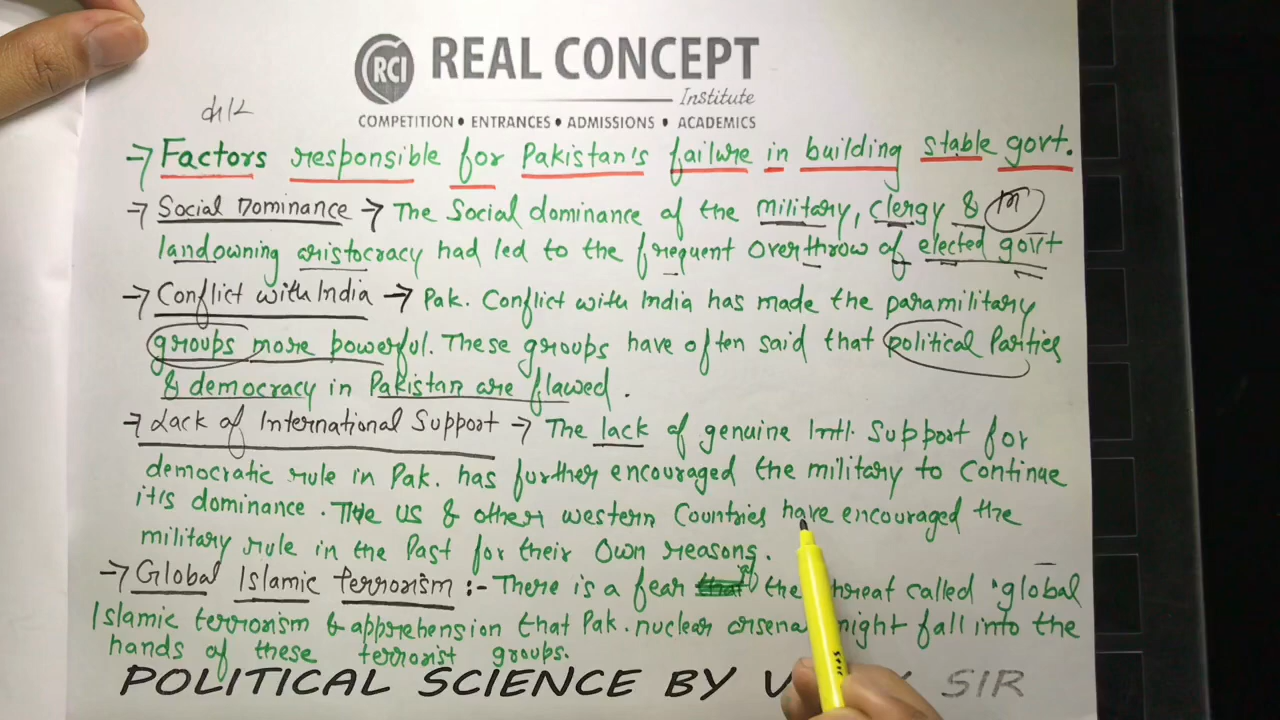 RCI REAL CONCEPT
Institute
COMPETITION • ENTRANCES • ADMISSIONS • ACADEMICS
→ Factors responsible for Pakistan's failure in building stable govt.
→ Social Dominance → The Social dominance of the military, clergy &
landowning aristocracy had led to the frequent overthrow of elected govt
→ Conflict with India → Pak. Conflict with India has made the paramilitary
groups more powerful. These groups have often said that political Parties
& democracy in Pakistan are flawed.
→ Lack of International Support → The lack of genuine Intl. Support for
democratic rule in Pak. has further encouraged the military to Continue
it's dominance. The US & other western Countries have encouraged the
military rule in the Past for their Own reasons.
→ Global Islamic terrorism :- There is a fear of the threat called 'global
Islamic terrorism & apprehension that Pak. nuclear arsenal might fall into the
hands of these terrorist groups.
POLITICAL SCIENCE BY SIR